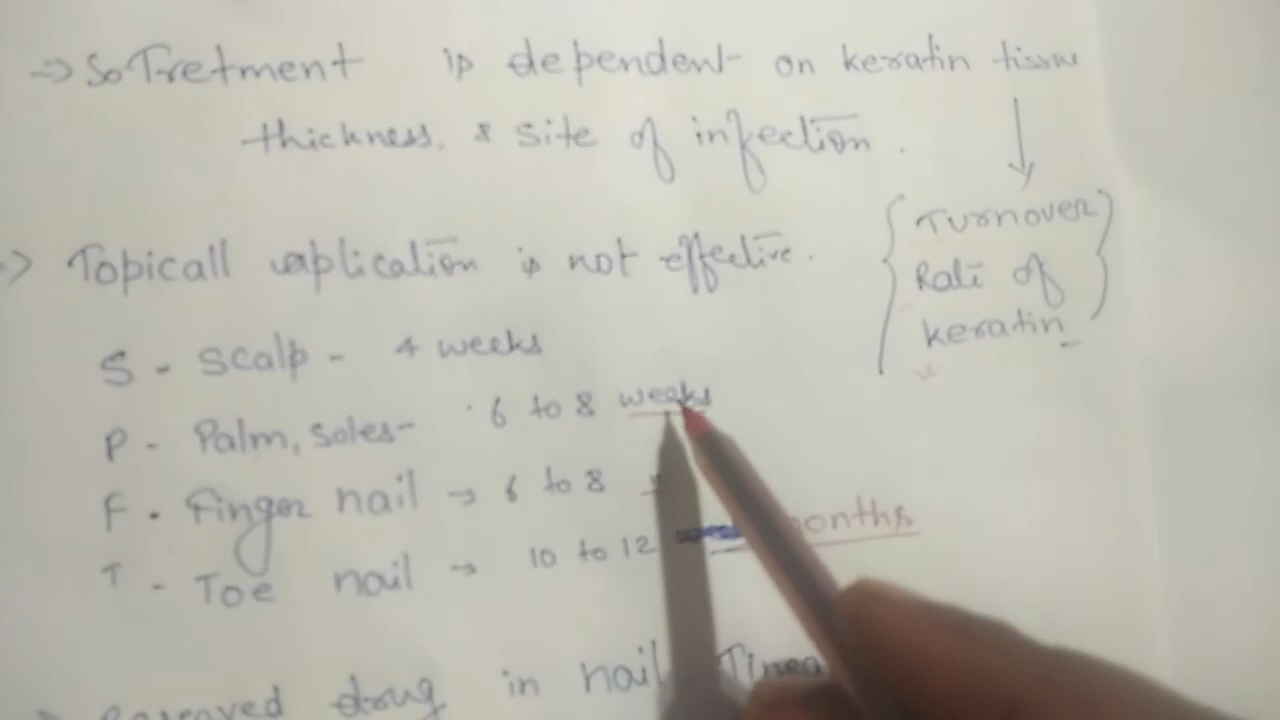 → So Tretment is dependent on keratin tissue
thickness, & site of infection.
→ Topicall application is not effective.
{ Turnover
Rate of
keratin }
S - Scalp - 4 weeks
P - Palm, soles - 6 to 8 weeks
F - Finger nail → 6 to 8
T - Toe nail → 10 to 12 months
drug in nail